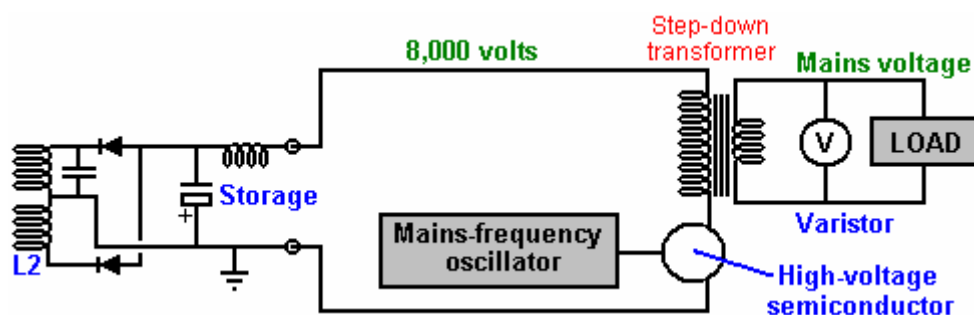 Step-down
transformer
8,000 volts
Mains voltage
V
LOAD
Storage
+
L2
Mains-frequency
oscillator
Varistor
High-voltage
semiconductor